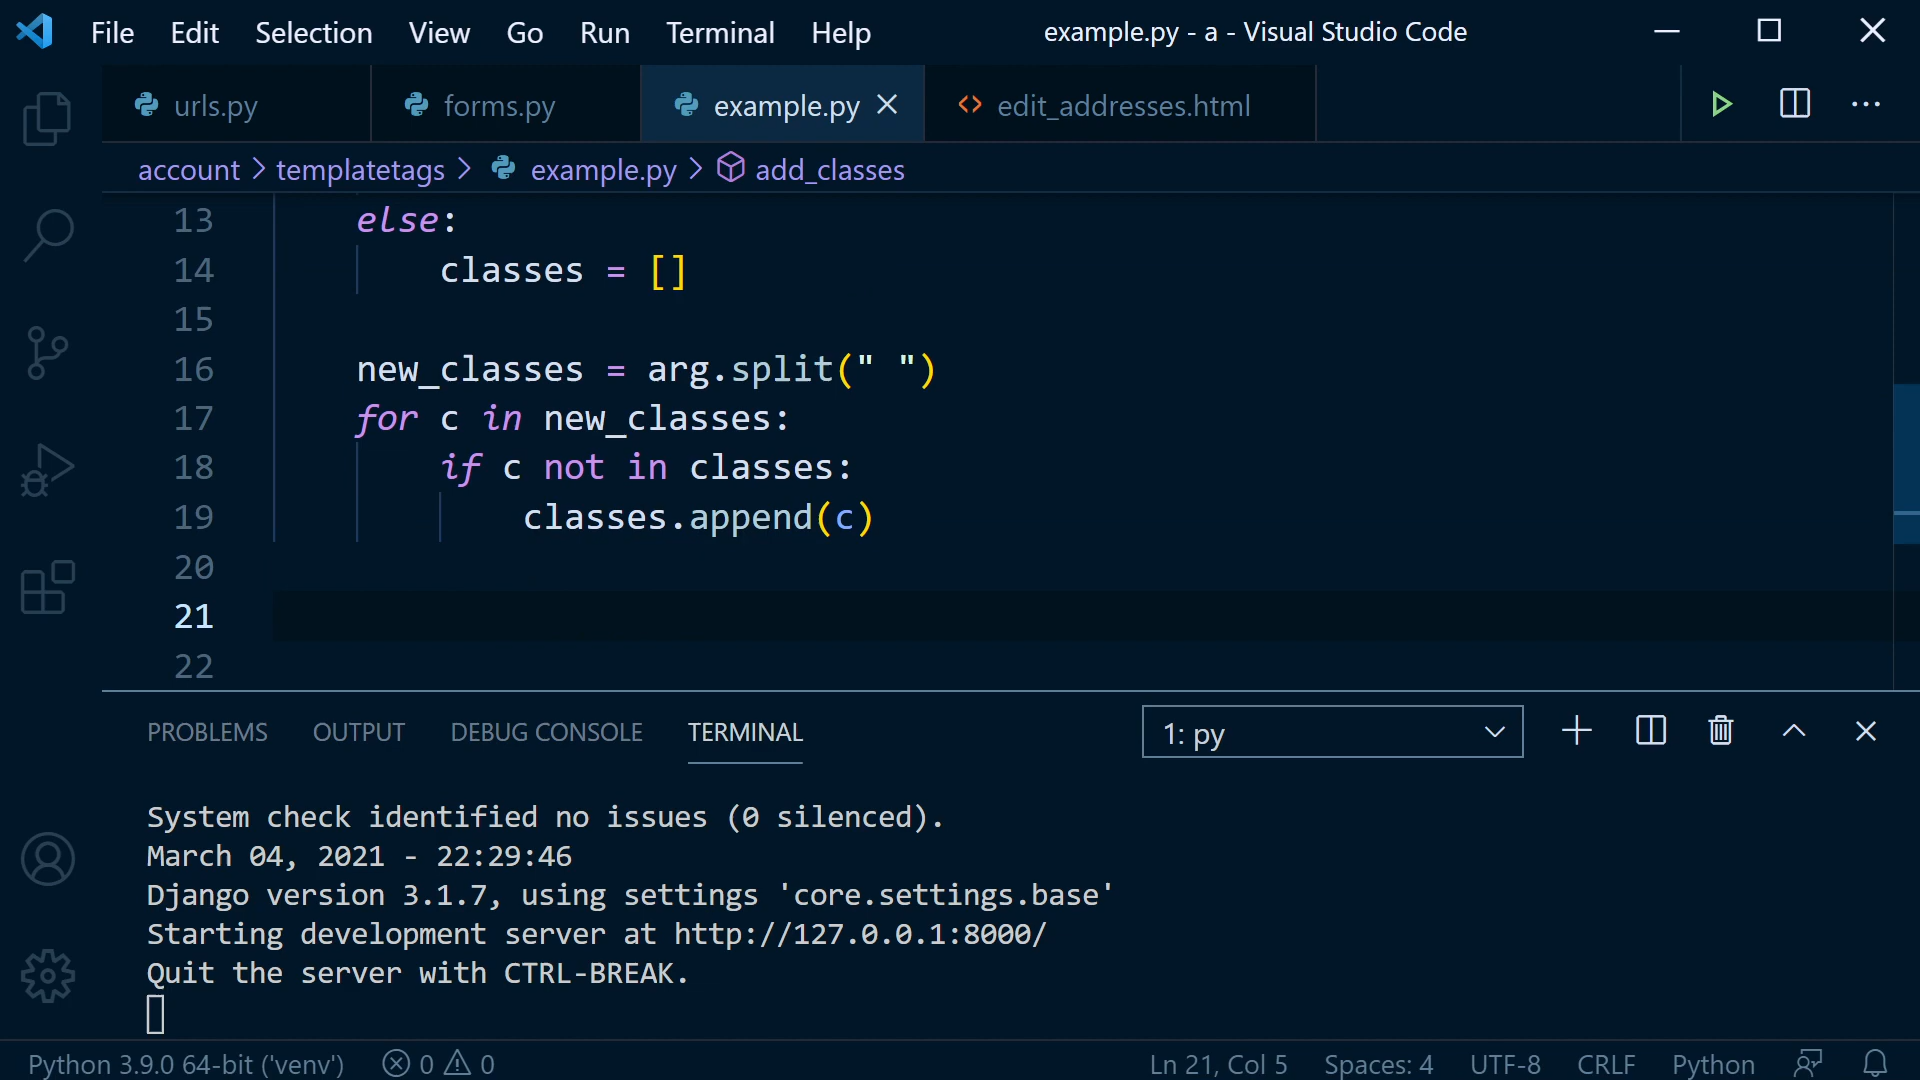 File Edit Selection View Go Run Terminal Help example.py - a - Visual Studio Code
urls.py forms.py example.py edit_addresses.html
account > templatetags > example.py > add_classes
13 else:
14 classes = []
15
16 new_classes = arg.split(" ")
17 for c in new_classes:
18 if c not in classes:
19 classes.append(c)
20
21
22
PROBLEMS OUTPUT DEBUG CONSOLE TERMINAL 1: py
System check identified no issues (0 silenced).
March 04, 2021 - 22:29:46
Django version 3.1.7, using settings 'core.settings.base'
Starting development server at http://127.0.0.1:8000/
Quit the server with CTRL-BREAK.
Python 3.9.0 64-bit ('venv') 0 0 Ln 21, Col 5 Spaces: 4 UTF-8 CRLF Python